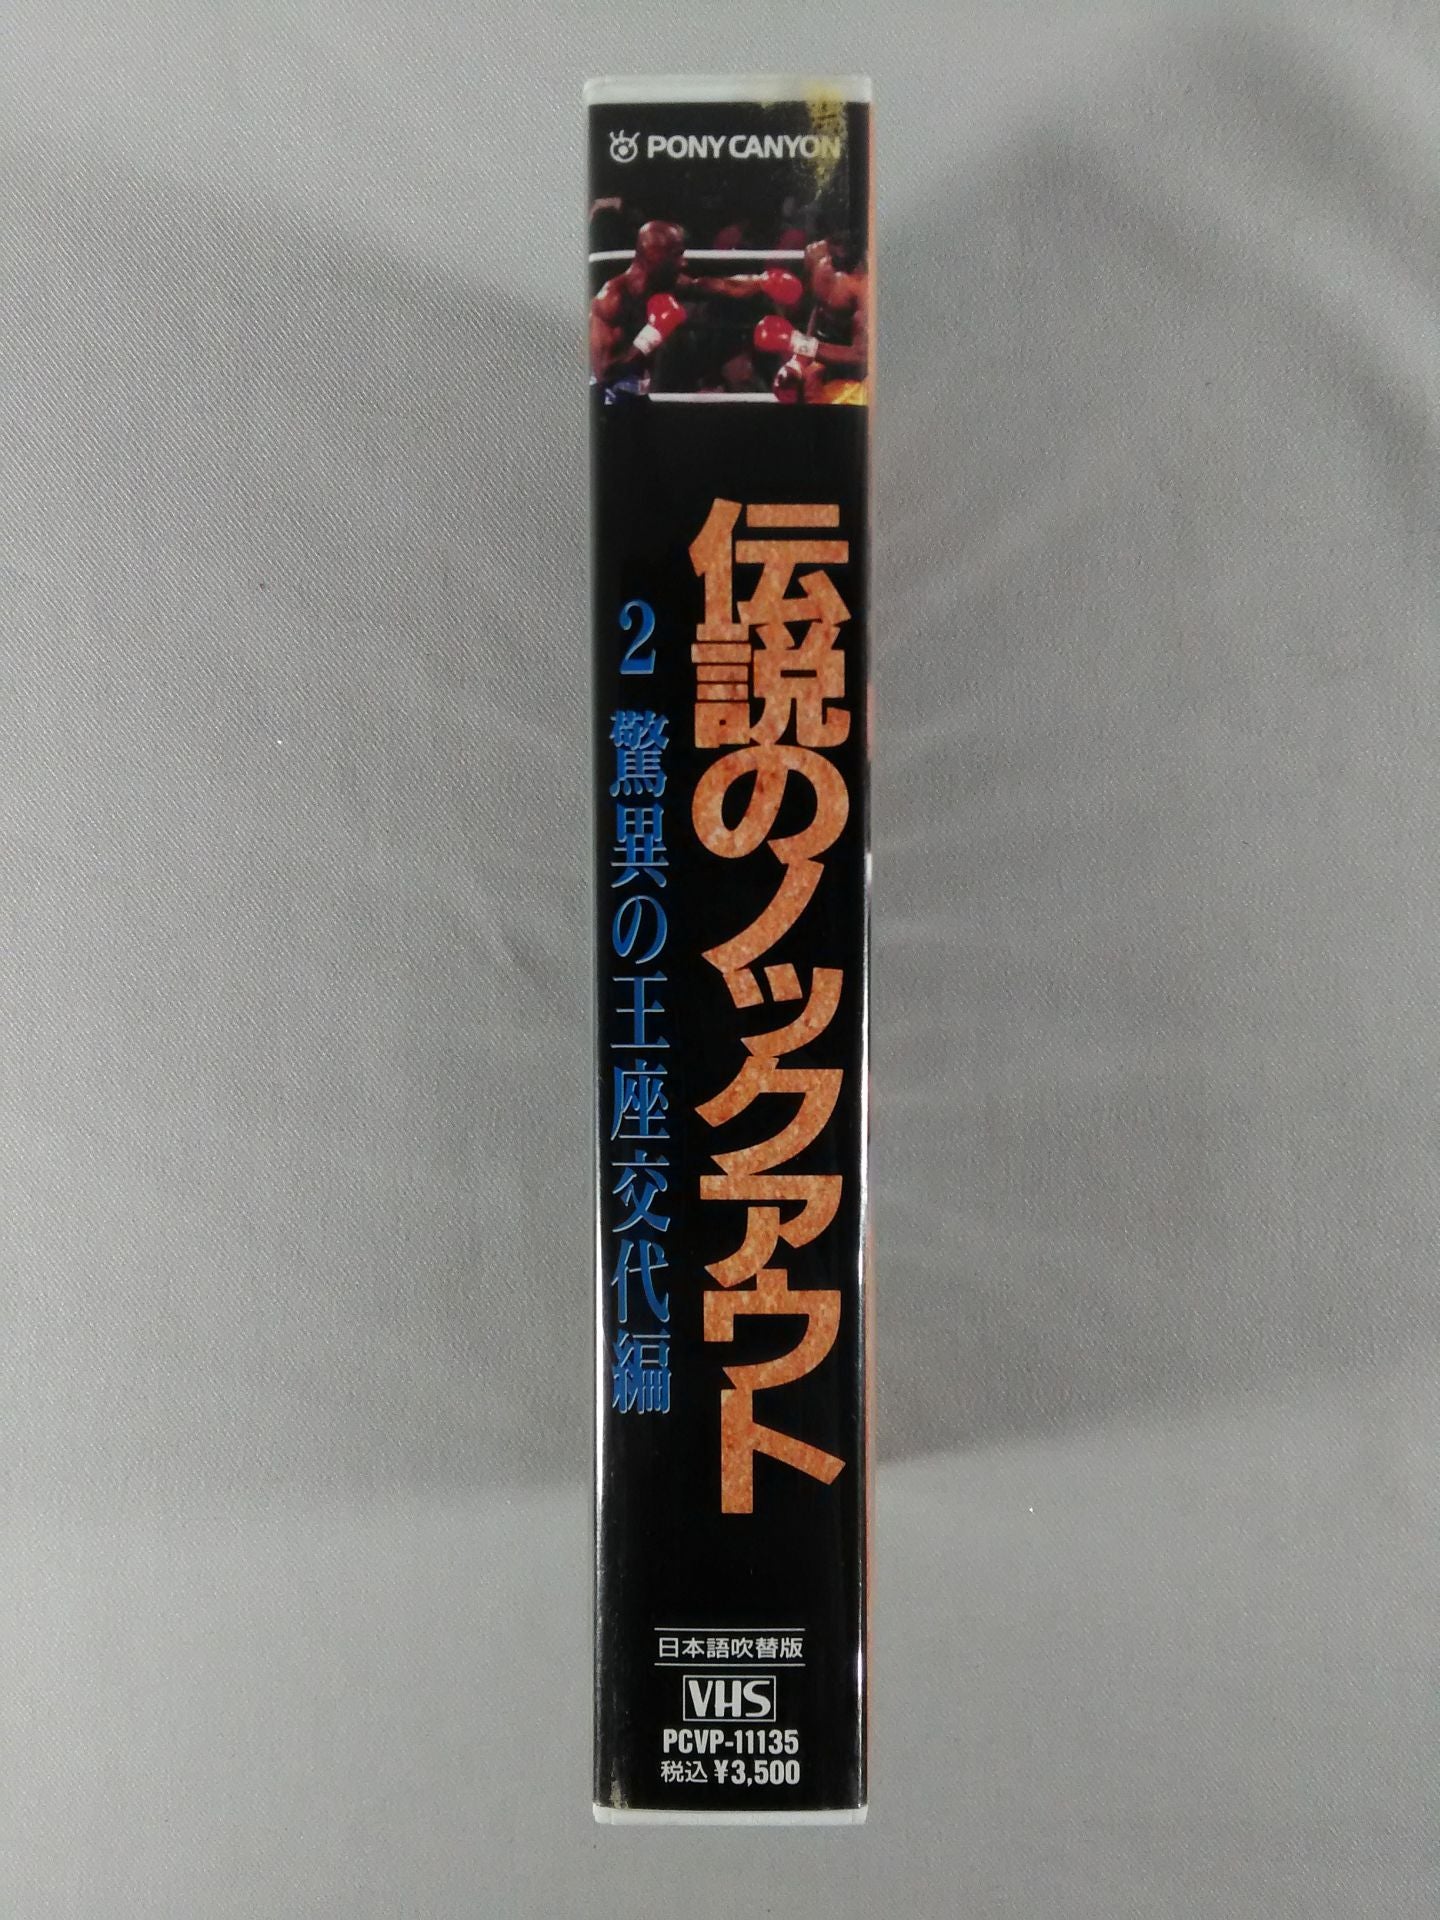 PONY CANYON
伝説のノックアウト
2 驚異の王座交代編
日本語吹替版
VHS
PCVP-11135
税込 ¥3,500